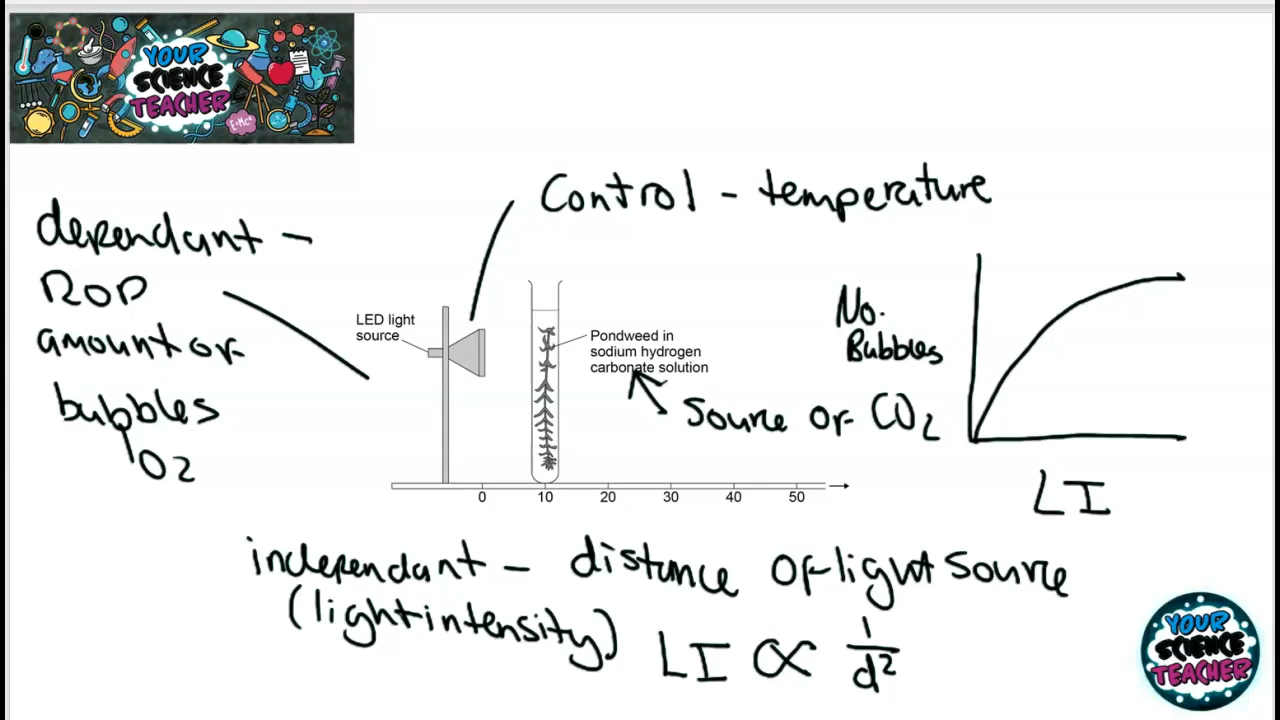 YOUR
SCIENCE
TEACHER
E=MC²
Control - temperature
dependant -
ROP
amount of
bubbles
O2
LED light
source
Pondweed in
sodium hydrogen
carbonate solution
Source of CO2
No.
Bubbles
LI
0 10 20 30 40 50
independant - distance of light source
(light intensity)
LI ∝ 1/d²
YOUR
SCIENCE
TEACHER